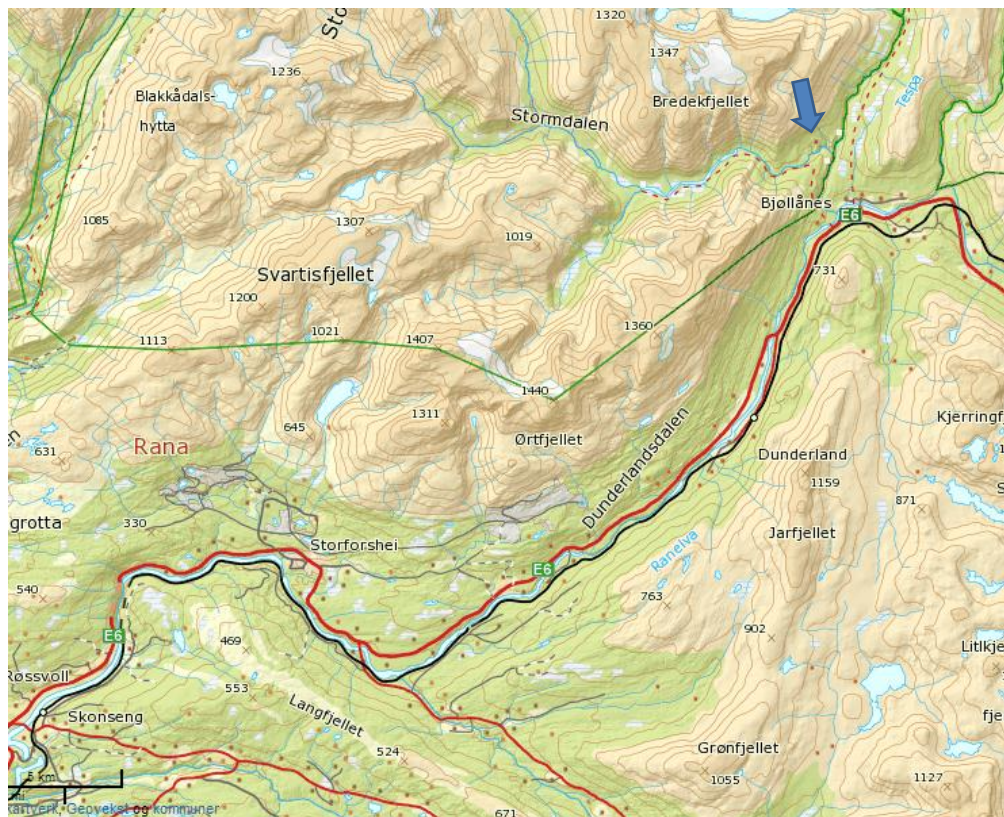 1320
Sto
1347
1236
Bredekfjellet
Blakkådals-
hytta
Stormdalen
Tespa
Bjøllånes
E6
1085
1307
1019
Svartisfjellet
731
1200
1021
1360
1113
1407
1440
1311
645
Ørtfjellet
Kjerringf
Rana
631
Dunderland
Dunderlandsdalen
1159
871
grotta
330
Storforshei
Jarfjellet
Ranelva
E6
540
763
E6
469
902
Litlkje
Røssvoll
553
Langfjellet
Skonseng
fje
524
Grønfjellet
5 km
1055
1127
kartverk, Geovekst og kommuner
671